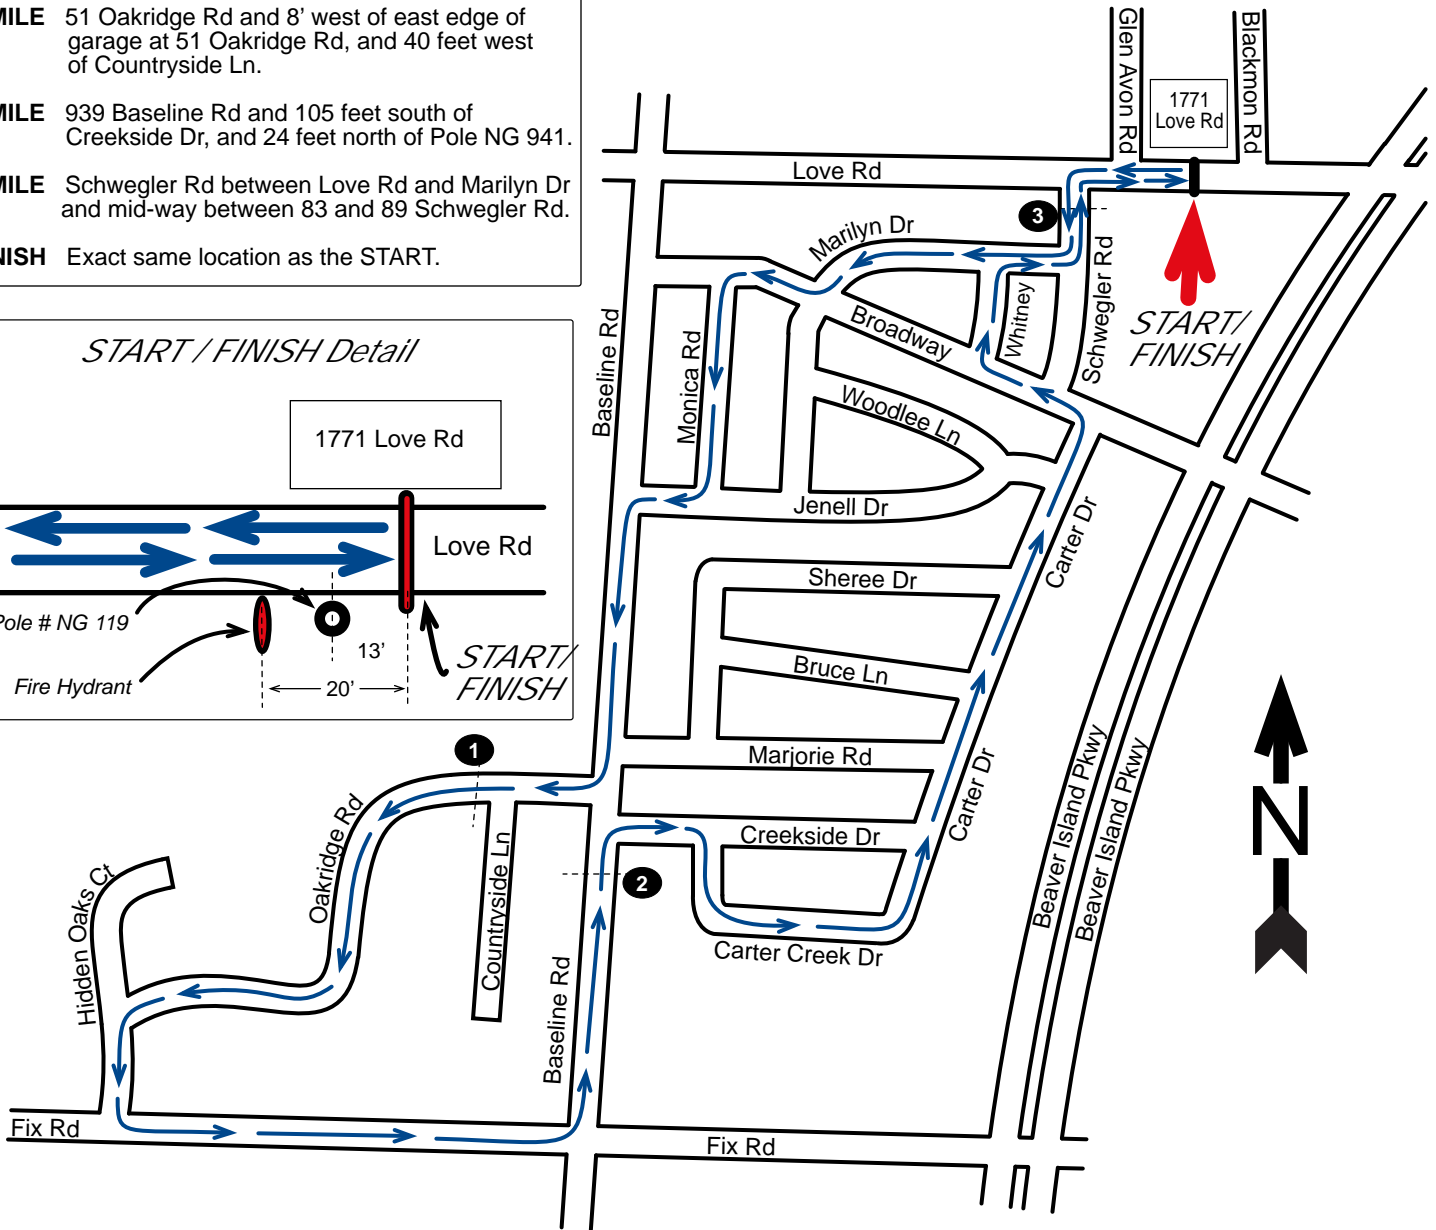 MILE 51 Oakridge Rd and 8’ west of east edge of
garage at 51 Oakridge Rd, and 40 feet west
of Countryside Ln.
MILE 939 Baseline Rd and 105 feet south of
Creekside Dr, and 24 feet north of Pole NG 941.
MILE Schwegler Rd between Love Rd and Marilyn Dr
and mid-way between 83 and 89 Schwegler Rd.
Exact same location as the START.
START / FINISH Detail
1771 Love Rd
Love Rd
Pole # NG 119
13’
Fire Hydrant
20’
START/
FINISH
Glen Avon Rd
Blackmon Rd
1771
Love Rd
Love Rd
3
Marilyn Dr
Schwegler Rd
START/
FINISH
Whitney
Broadway
Baseline Rd
Monica Rd
Woodlee Ln
Jenell Dr
Carter Dr
Sheree Dr
Bruce Ln
Marjorie Rd
1
Oakridge Rd
Creekside Dr
Carter Dr
Beaver Island Pkwy
Beaver Island Pkwy
N
2
Countryside Ln
Hidden Oaks Ct
Carter Creek Dr
Baseline Rd
Fix Rd
Fix Rd